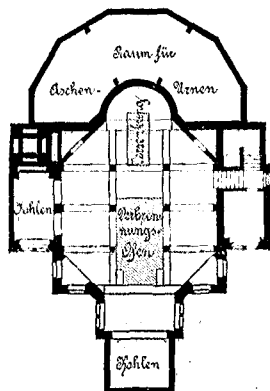 Raum für
Aschen- Urnen
Kohlen
Verbren-
nungs-
Ofen
Kohlen